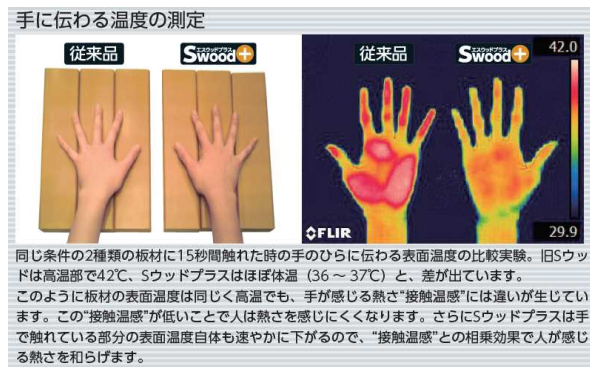 手に伝わる温度の測定
従来品
エスウッドプラス
Swood+
従来品
エスウッドプラス
Swood+
42.0
29.9
FLIR
同じ条件の2種類の板材に15秒間触れた時の手のひらに伝わる表面温度の比較実験。旧Sウッ
ドは高温部で42℃、Sウッドプラスはほぼ体温（36 ～ 37℃）と、差が出ています。
このように板材の表面温度は同じく高温でも、手が感じる熱さ“接触温感”には違いが生じてい
ます。この“接触温感”が低いことで人は熱さを感じにくくなります。さらにSウッドプラスは手
で触れている部分の表面温度自体も速やかに下がるので、“接触温感”との相乗効果で人が感じ
る熱さを和らげます。